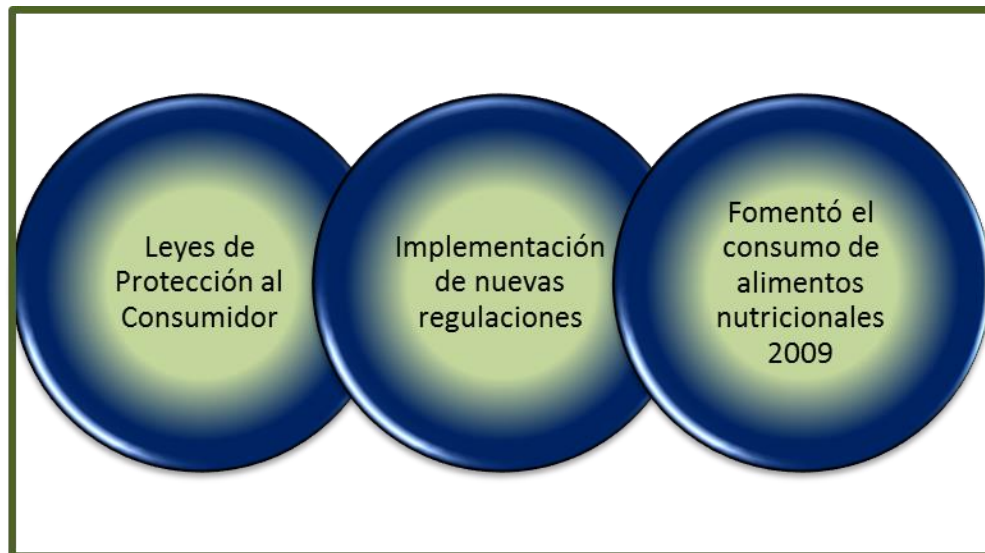 Leyes de
Protección al
Consumidor
Implementación
de nuevas
regulaciones
Fomentó el
consumo de
alimentos
nutricionales
2009